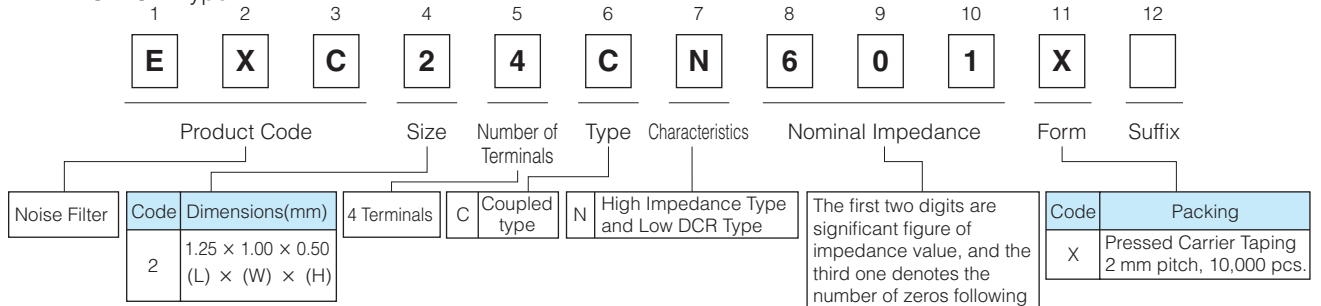 1 2 3 4 5 6 7 8 9 10 11 12
E X C 2 4 C N 6 0 1 X
Product Code Size Number of Terminals Type Characteristics Nominal Impedance Form Suffix
Noise Filter
Code Dimensions(mm)
2 1.25 × 1.00 × 0.50
(L) × (W) × (H)
4 Terminals
C Coupled
type
N High Impedance Type
and Low DCR Type
The first two digits are
significant figure of
impedance value, and the
third one denotes the
number of zeros following
Code Packing
X Pressed Carrier Taping
2 mm pitch, 10,000 pcs.